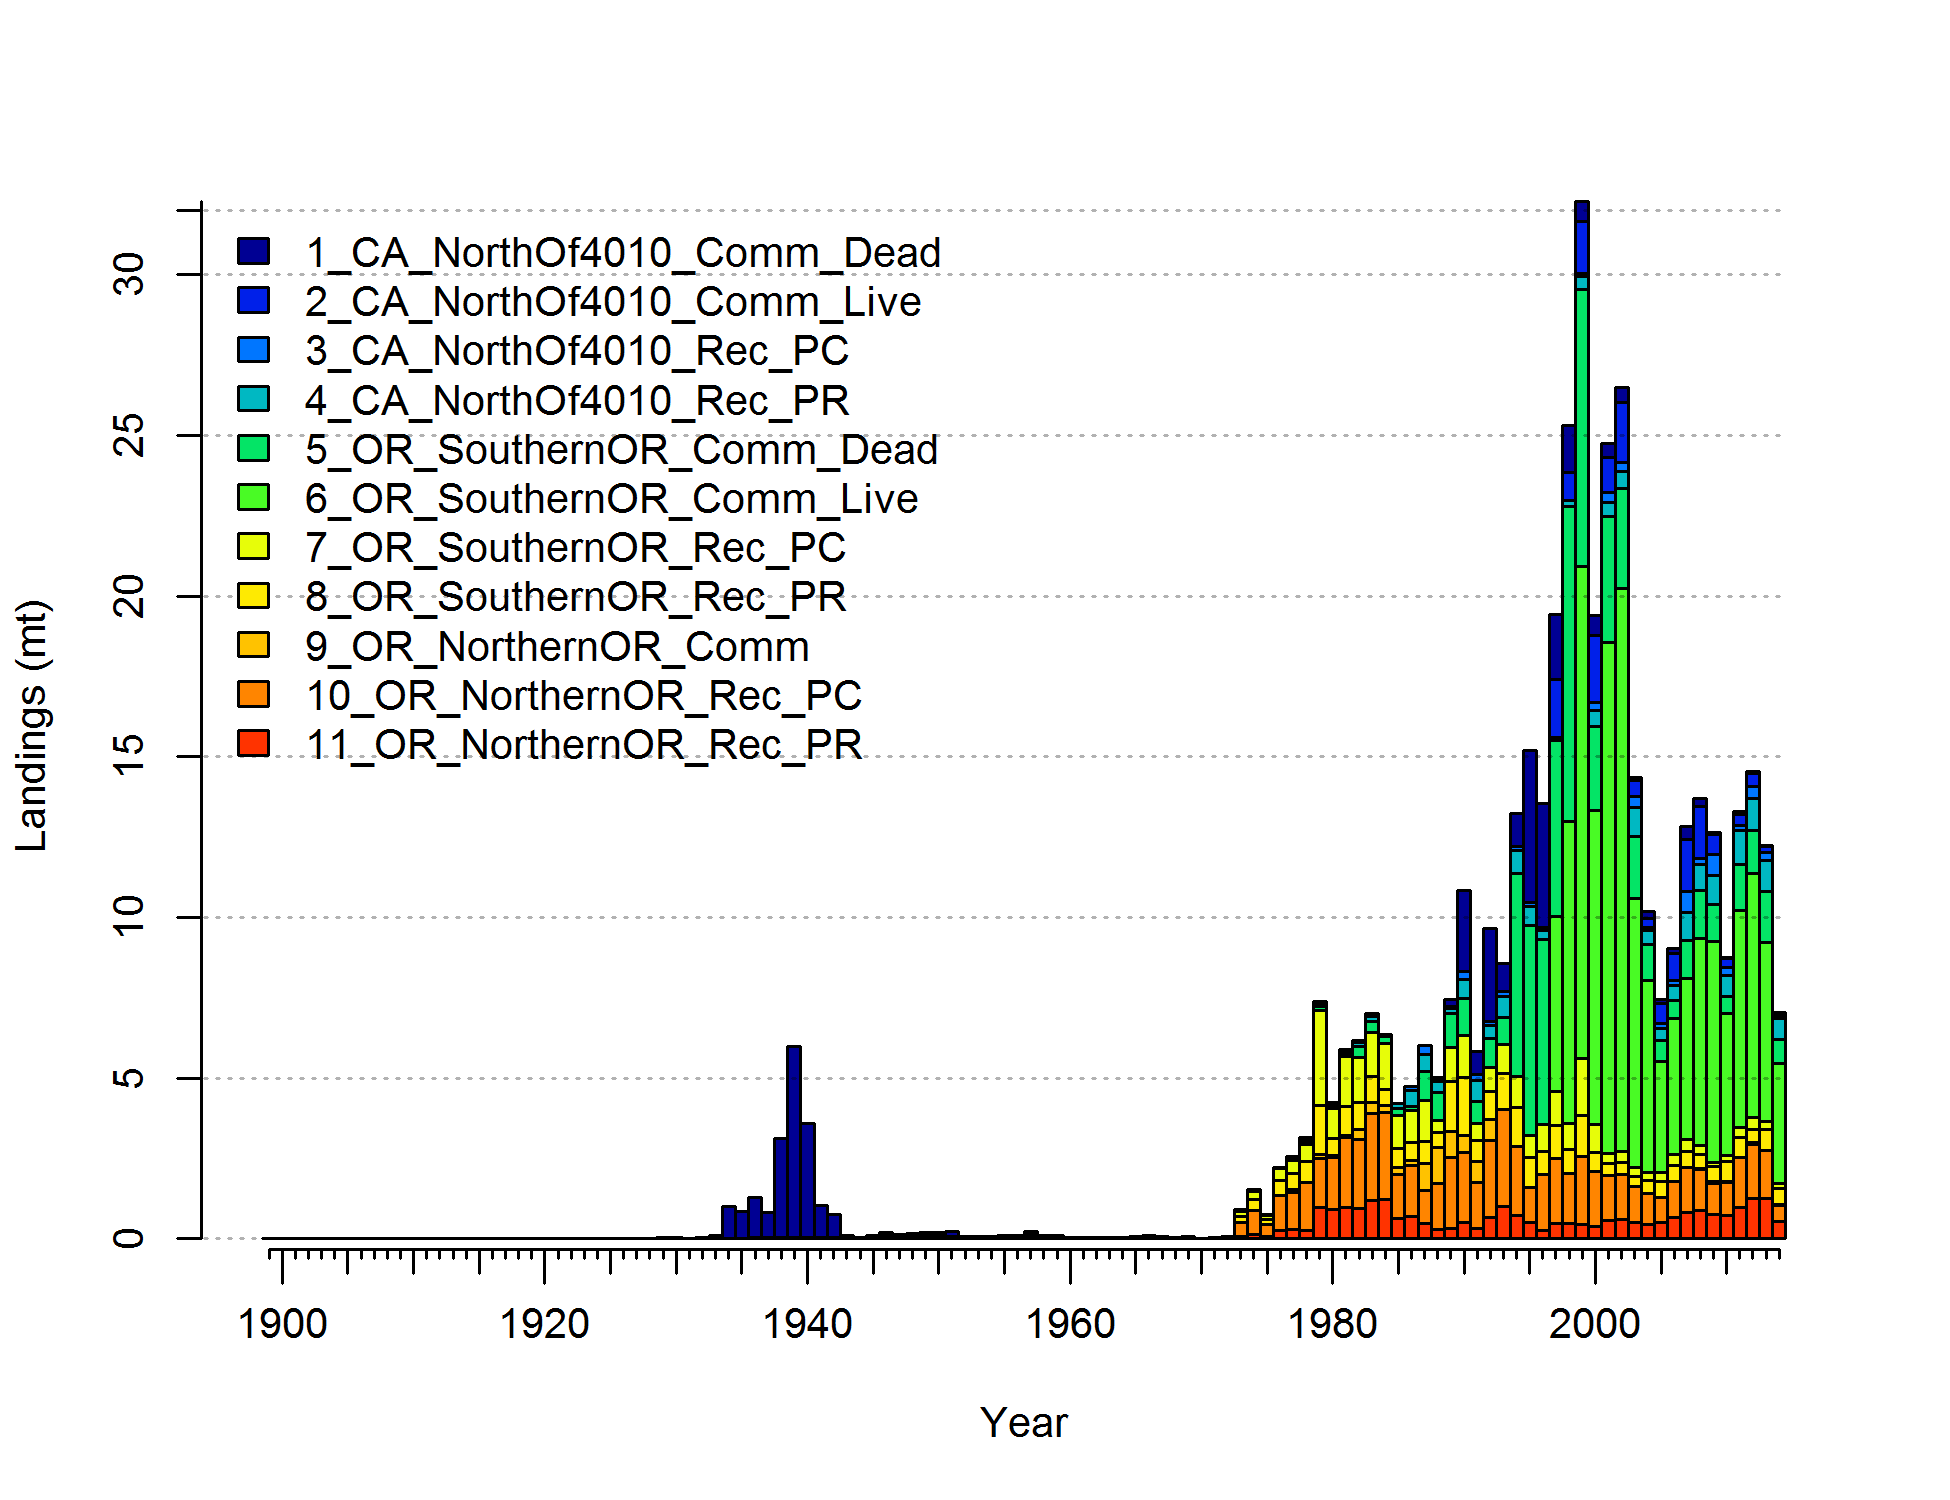 30
25
20
15
10
5
0
Landings (mt)
1_CA_NorthOf4010_Comm_Dead
2_CA_NorthOf4010_Comm_Live
3_CA_NorthOf4010_Rec_PC
4_CA_NorthOf4010_Rec_PR
5_OR_SouthernOR_Comm_Dead
6_OR_SouthernOR_Comm_Live
7_OR_SouthernOR_Rec_PC
8_OR_SouthernOR_Rec_PR
9_OR_NorthernOR_Comm
10_OR_NorthernOR_Rec_PC
11_OR_NorthernOR_Rec_PR
1900 1920 1940 1960 1980 2000
Year